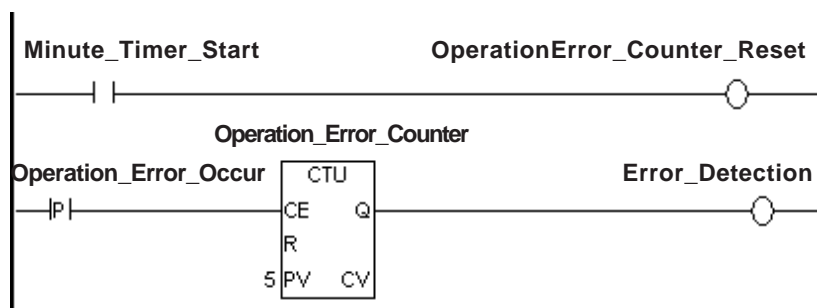 Minute_Timer_Start OperationError_Counter_Reset
Operation_Error_Counter
Operation_Error_Occur CTU Error_Detection
P CE Q
R
5 PV CV